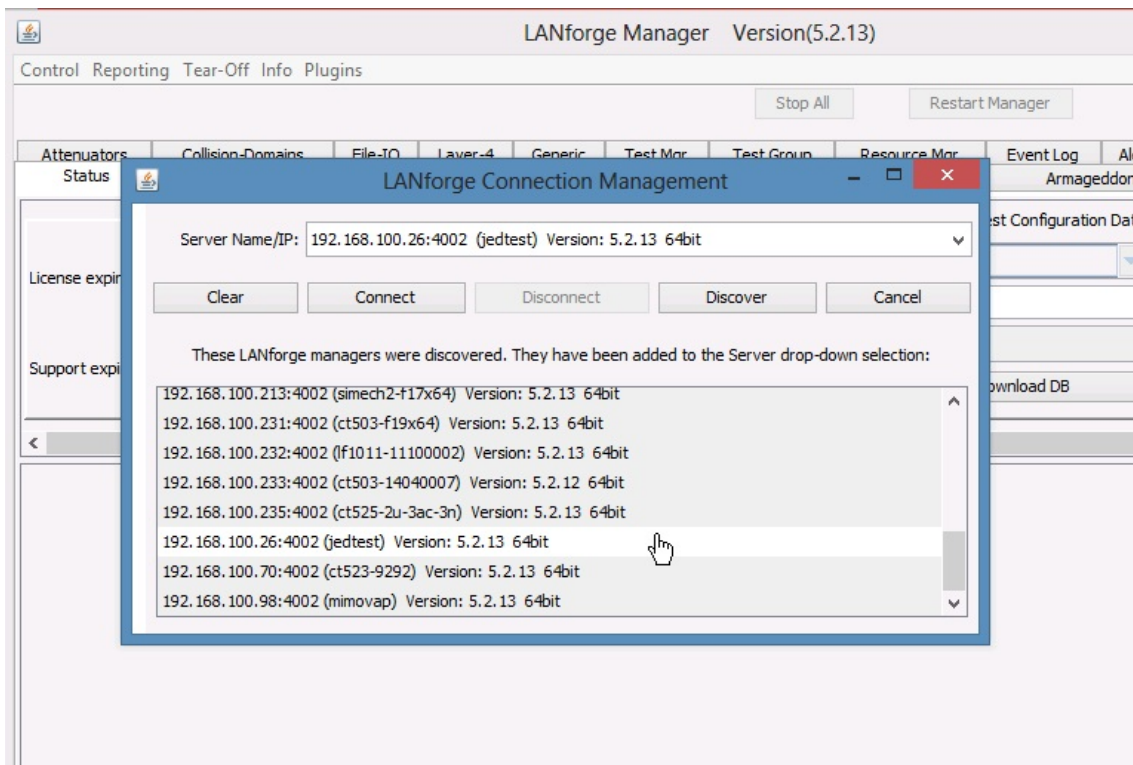 LANforge Manager Version(5.2.13)
Control Reporting Tear-Off Info Plugins
Stop All Restart Manager
Attenuators Collision-Domains File-IO Layer-4 Generic Test Mgr Test Group Resource Mgr Event Log
Status LANforge Connection Management Armageddon
Server Name/IP: 192.168.100.26:4002 (jedtest) Version: 5.2.13 64bit
Clear Connect Disconnect Discover Cancel
These LANforge managers were discovered. They have been added to the Server drop-down selection:
192.168.100.213:4002 (simech2-f17x64) Version: 5.2.13 64bit
192.168.100.231:4002 (ct503-f19x64) Version: 5.2.13 64bit
192.168.100.232:4002 (lf1011-11100002) Version: 5.2.13 64bit
192.168.100.233:4002 (ct503-14040007) Version: 5.2.12 64bit
192.168.100.235:4002 (ct525-2u-3ac-3n) Version: 5.2.13 64bit
192.168.100.26:4002 (jedtest) Version: 5.2.13 64bit
192.168.100.70:4002 (ct523-9292) Version: 5.2.13 64bit
192.168.100.98:4002 (mimovap) Version: 5.2.13 64bit
Configuration
License
Support
DB